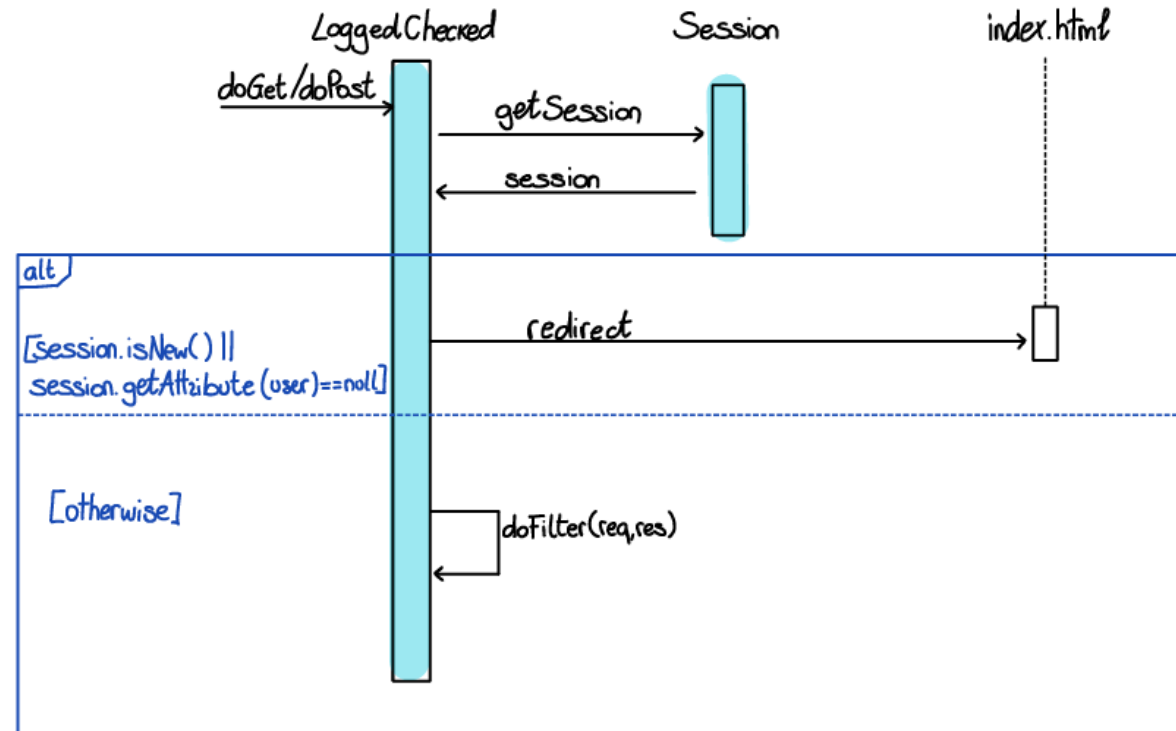 LoggedChecked
Session
index.html
doGet/doPost
getSession
session
alt
redirect
[session.isNew() ||
session.getAttribute(user)==null]
[otherwise]
doFilter(req,res)